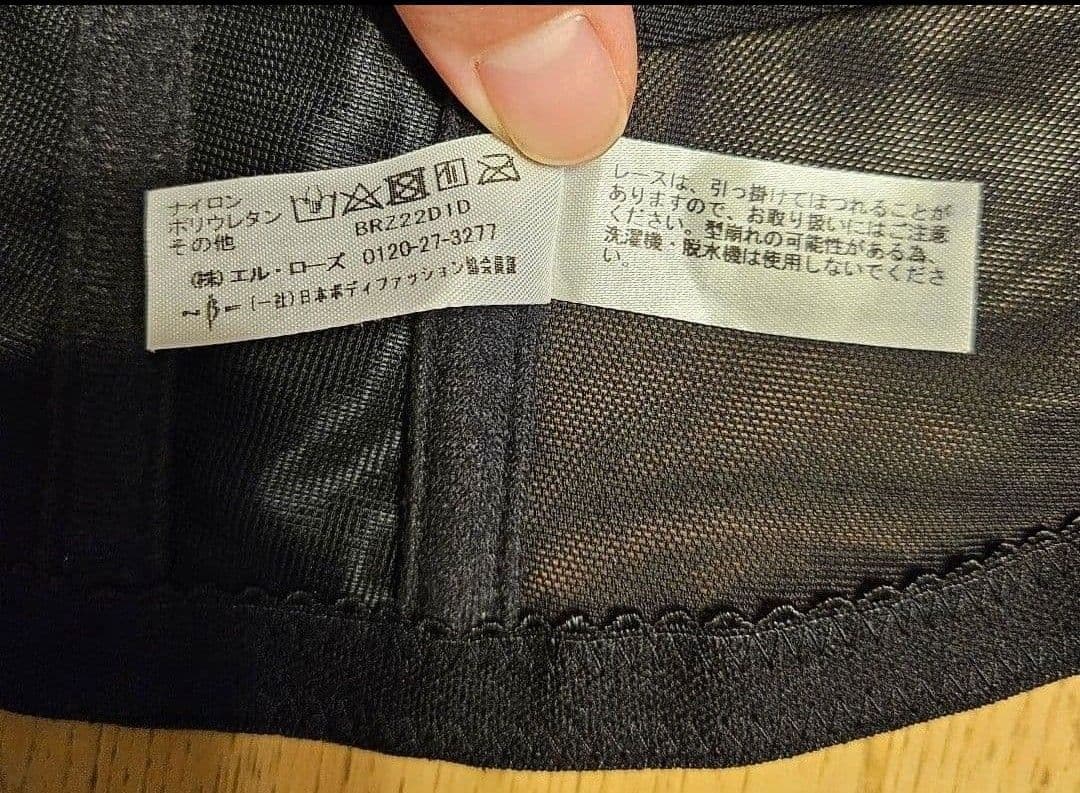 ナイロン
ポリウレタン
その他
BRZ22D1D
(株)エル・ローズ 0120-27-3277
(一社)日本ボディファッション協会員証
レースは、引っ掛けてほつれることが
ありますので、お取り扱いにはご注意
ください。型崩れの可能性がある為、
洗濯機・脱水機は使用しないでくださ
い。